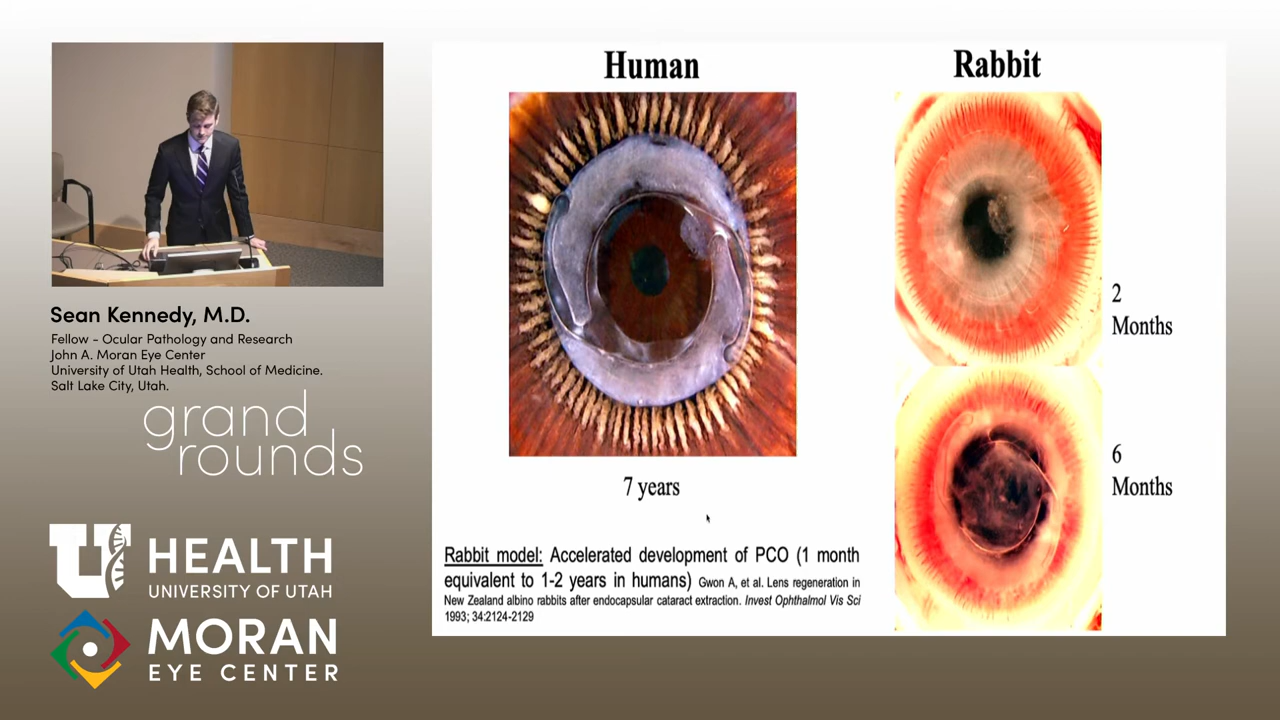 Sean Kennedy, M.D.
Fellow - Ocular Pathology and Research
John A. Moran Eye Center
University of Utah Health, School of Medicine.
Salt Lake City, Utah.
grand
rounds
U HEALTH
UNIVERSITY OF UTAH
MORAN
EYE CENTER
Human
Rabbit
2
Months
6
Months
7 years
Rabbit model: Accelerated development of PCO (1 month
equivalent to 1-2 years in humans) Gwon A, et al. Lens regeneration in
New Zealand albino rabbits after endocapsular cataract extraction. Invest Ophthalmol Vis Sci
1993; 34:2124-2129